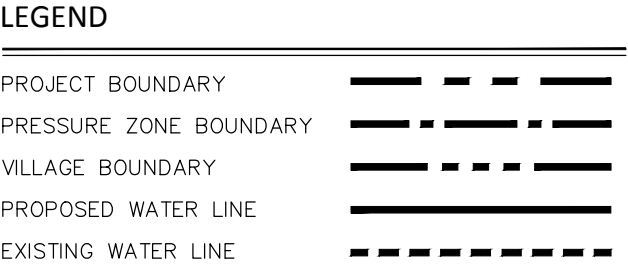 LEGEND
PROJECT BOUNDARY
PRESSURE ZONE BOUNDARY
VILLAGE BOUNDARY
PROPOSED WATER LINE
EXISTING WATER LINE